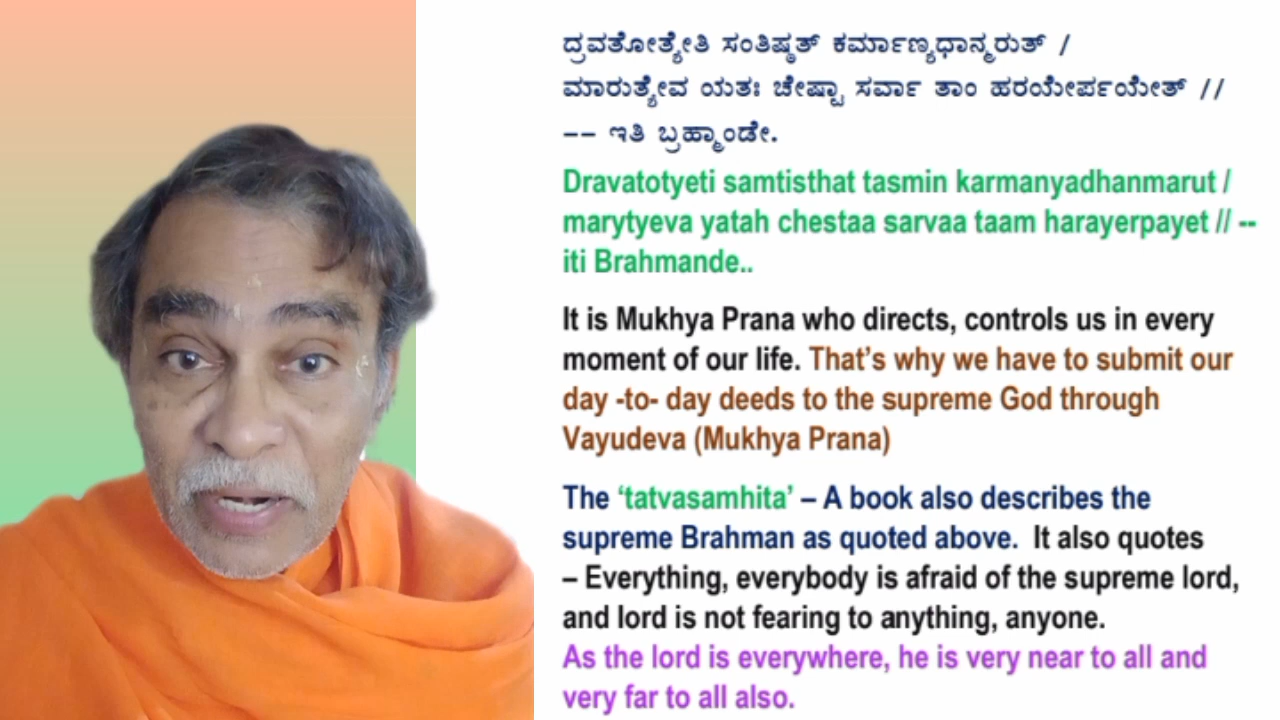 ದ್ರವತೋತ್ಯೇತಿ ಸಂತಿಷ್ಠತ್ ಕರ್ಮಾಣ್ಯಧಾನ್ಮರುತ್ /
ಮಾರುತ್ಯೇವ ಯತಃ ಚೇಷ್ಟಾ ಸರ್ವಾ ತಾಂ ಹರಯೇರ್ಪಯೇತ್ //
-- ಇತಿ ಬ್ರಹ್ಮಾಂಡೇ.
Dravatotyeti samtisthat tasmin karmanyadhanmarut /
marytyeva yatah chestaa sarvaa taam harayerpayet // --
iti Brahmande..
It is Mukhya Prana who directs, controls us in every
moment of our life. That's why we have to submit our
day -to- day deeds to the supreme God through
Vayudeva (Mukhya Prana)
The ‘tatvasamhita’ – A book also describes the
supreme Brahman as quoted above. It also quotes
– Everything, everybody is afraid of the supreme lord,
and lord is not fearing to anything, anyone.
As the lord is everywhere, he is very near to all and
very far to all also.